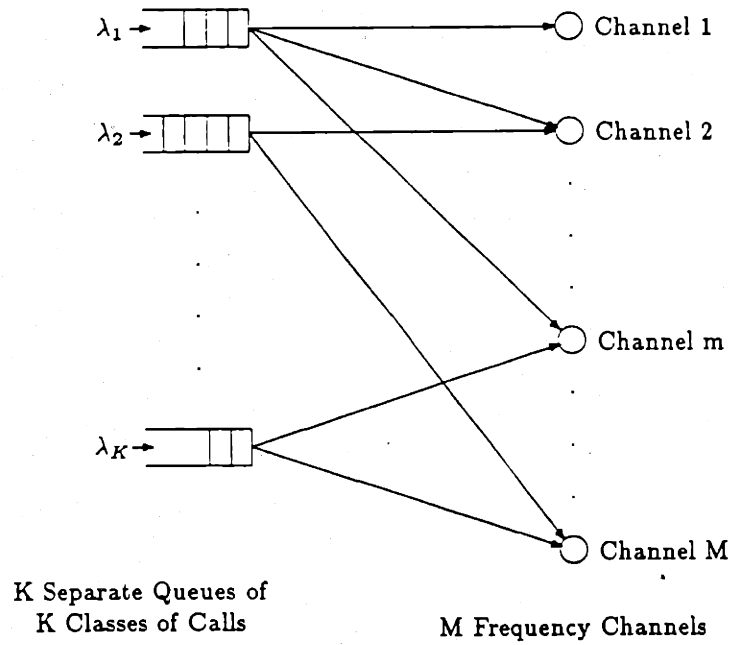 λ1
Channel 1
λ2
Channel 2
Channel m
λK
Channel M
K Separate Queues of
K Classes of Calls
M Frequency Channels